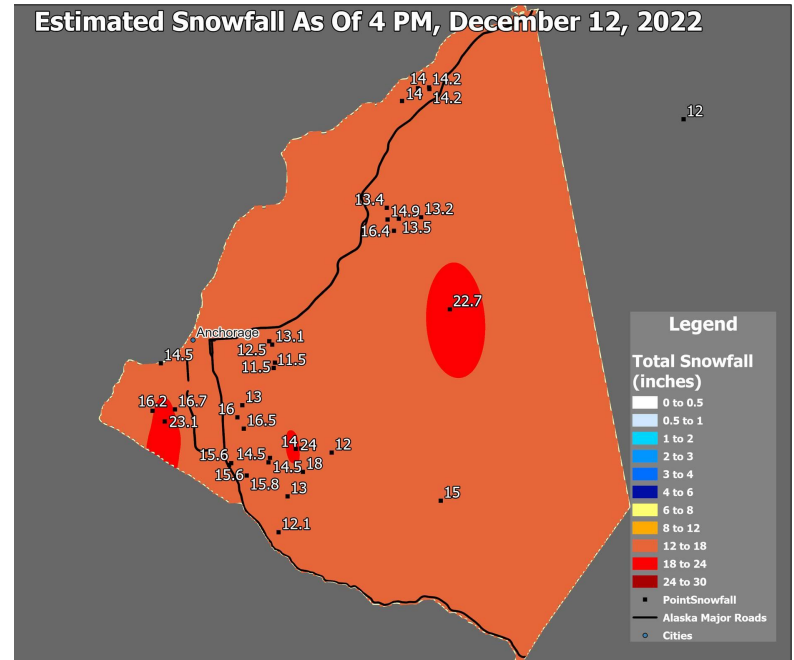 Estimated Snowfall As Of 4 PM, December 12, 2022
14 14.2
14 14.2
12
13.4
14.9 13.2
16.4 13.5
22.7
Anchorage
13.1
12.5
14.5
11.5
11.5
16.2 16.7
23.1
13
16
16.5
14 24 12
15.6 14.5
14.5 18
15.6 15.8
13
15
12.1
Legend
Total Snowfall
(inches)
0 to 0.5
0.5 to 1
1 to 2
2 to 3
3 to 4
4 to 6
6 to 8
8 to 12
12 to 18
18 to 24
24 to 30
PointSnowfall
Alaska Major Roads
Cities